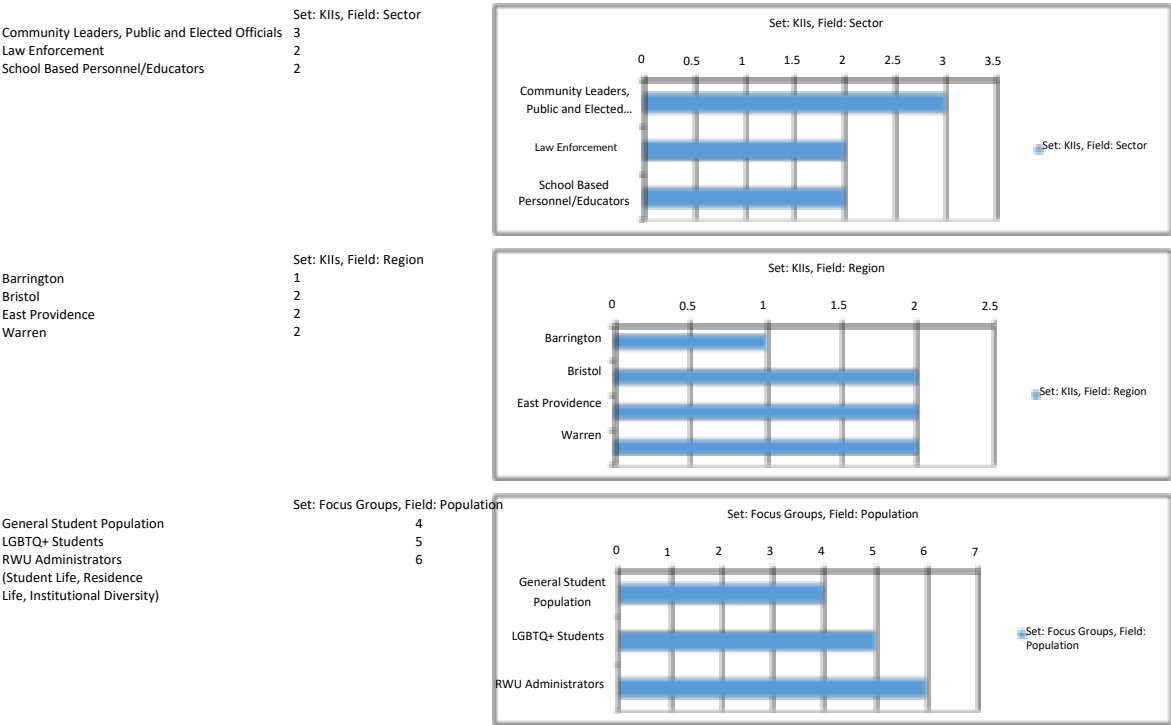 Set: KIIs, Field: Sector
Community Leaders, Public and Elected Officials 3
Law Enforcement 2
School Based Personnel/Educators 2
Set: KIIs, Field: Sector
0 0.5 1 1.5 2 2.5 3 3.5
Community Leaders,
Public and Elected...
Law Enforcement
School Based
Personnel/Educators
Set: KIIs, Field: Sector
Set: KIIs, Field: Region
Barrington 1
Bristol 2
East Providence 2
Warren 2
Set: KIIs, Field: Region
0 0.5 1 1.5 2 2.5
Barrington
Bristol
East Providence
Warren
Set: KIIs, Field: Region
Set: Focus Groups, Field: Population
General Student Population 4
LGBTQ+ Students 5
RWU Administrators 6
(Student Life, Residence
Life, Institutional Diversity)
Set: Focus Groups, Field: Population
0 1 2 3 4 5 6 7
General Student
Population
LGBTQ+ Students
RWU Administrators
Set: Focus Groups, Field:
Population